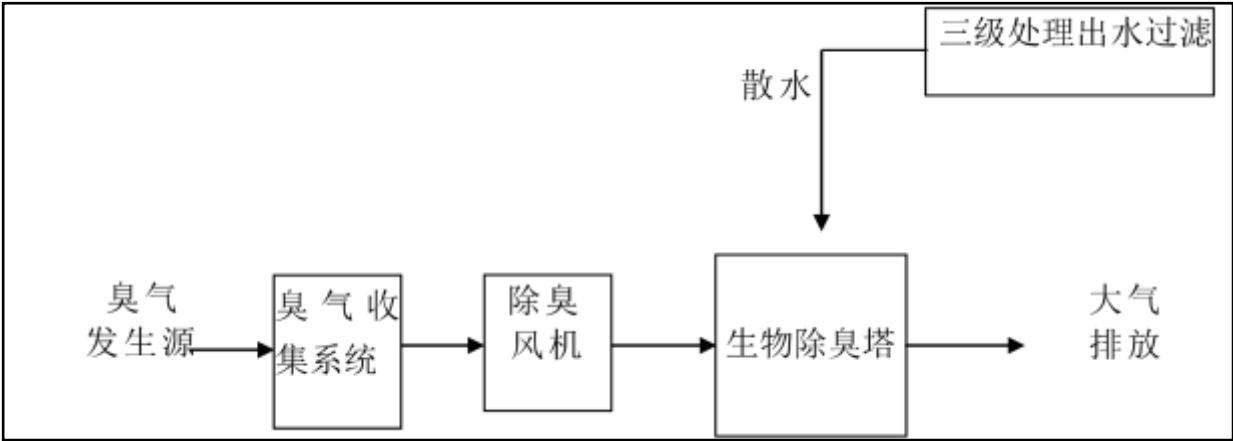 三级处理出水过滤
散水
臭气
发生源
臭气收
集系统
除臭
风机
生物除臭塔
大气
排放